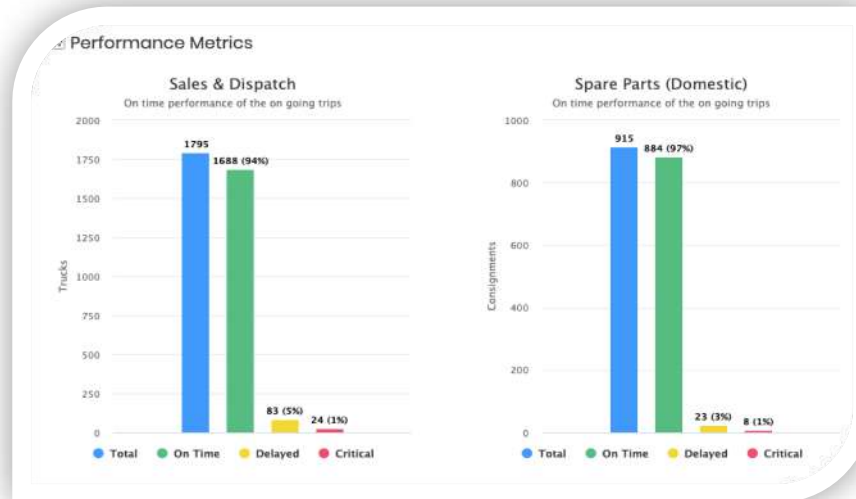 Performance Metrics
Sales & Dispatch
On time performance of the on going trips
2000
1750
1500
1250
1000
750
500
250
0
Trucks
1795
1688 (94%)
83 (5%)
24 (1%)
Total
On Time
Delayed
Critical
Spare Parts (Domestic)
On time performance of the on going trips
1000
800
600
400
200
0
Consignments
915
884 (97%)
23 (3%)
8 (1%)
Total
On Time
Delayed
Critical